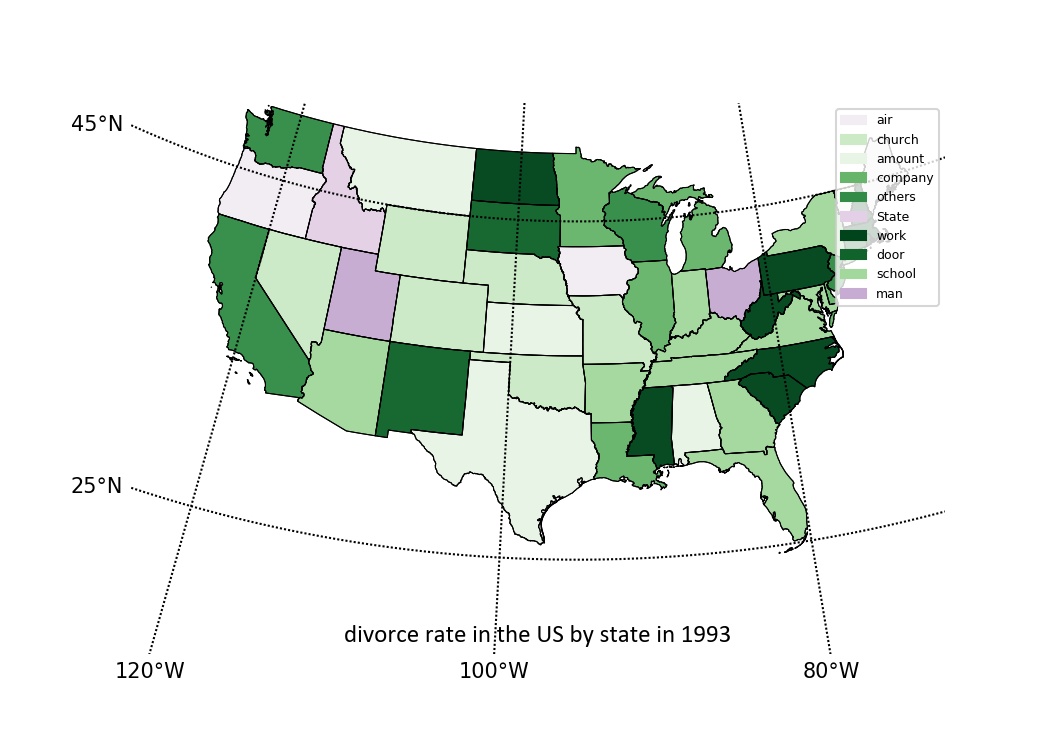 45°N
25°N
air
church
amount
company
others
State
work
door
school
man
divorce rate in the US by state in 1993
120°W
100°W
80°W